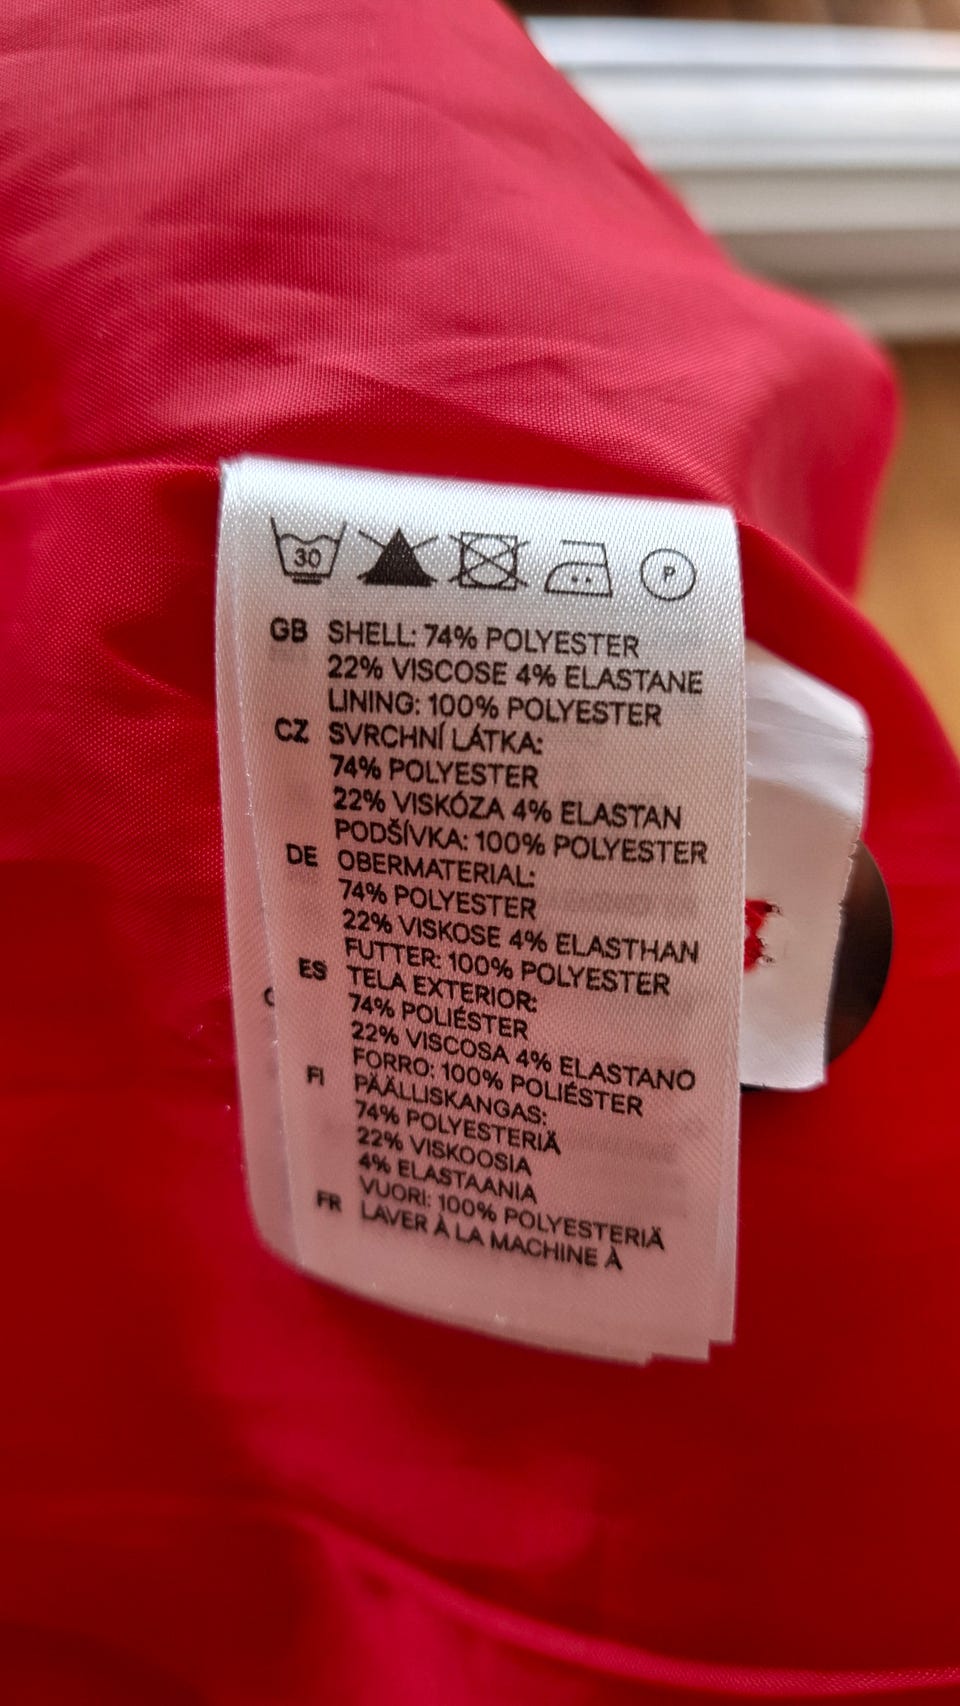 30
P
GB SHELL: 74% POLYESTER
22% VISCOSE 4% ELASTANE
LINING: 100% POLYESTER
CZ SVRCHNÍ LÁTKA:
74% POLYESTER
22% VISKÓZA 4% ELASTAN
PODŠÍVKA: 100% POLYESTER
DE OBERMATERIAL:
74% POLYESTER
22% VISKOSE 4% ELASTHAN
FUTTER: 100% POLYESTER
ES TELA EXTERIOR:
74% POLIÉSTER
22% VISCOSA 4% ELASTANO
FORRO: 100% POLIÉSTER
FI PÄÄLLISKANGAS:
74% POLYESTERIÄ
22% VISKOOSIA
4% ELASTAANIA
VUORI: 100% POLYESTERIÄ
FR LAVER À LA MACHINE À